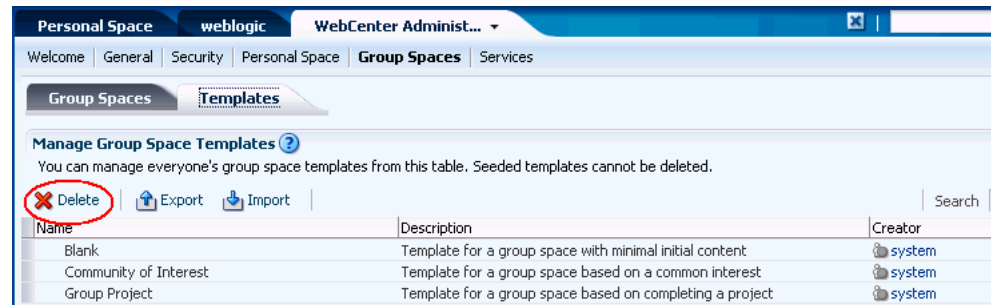 Personal Space weblogic WebCenter Administ...
Welcome General Security Personal Space Group Spaces Services
Group Spaces Templates
Manage Group Space Templates ?
You can manage everyone's group space templates from this table. Seeded templates cannot be deleted.
Delete Export Import Search
Name Description Creator
Blank Template for a group space with minimal initial content system
Community of Interest Template for a group space based on a common interest system
Group Project Template for a group space based on completing a project system